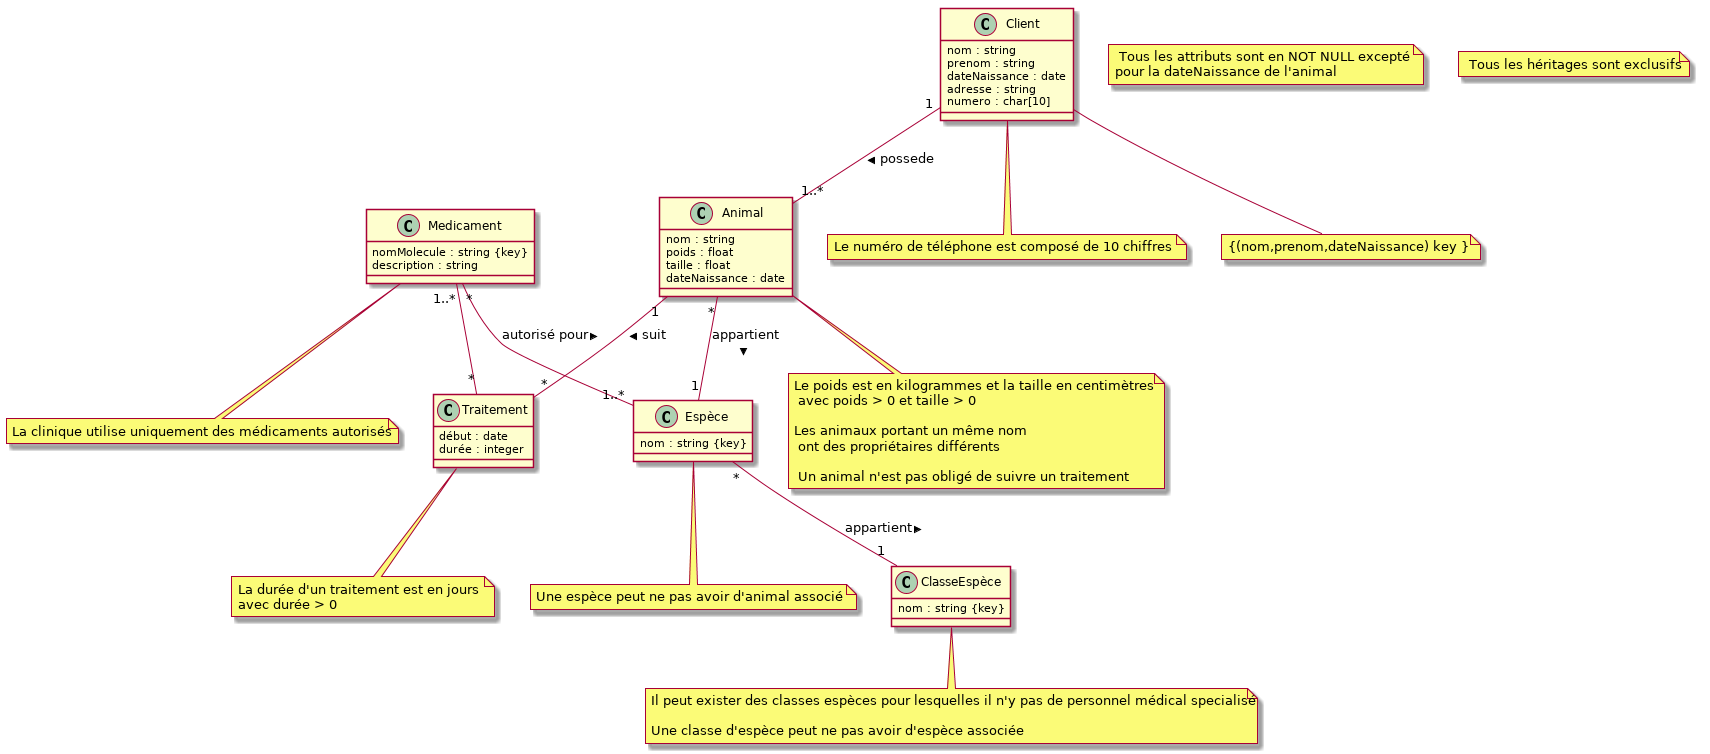 C Client
nom : string
prenom : string
dateNaissance : date
adresse : string
numero : char[10]
Tous les attributs sont en NOT NULL excepté
pour la dateNaissance de l'animal
Tous les héritages sont exclusifs
1
◄ possede
1..*
C Medicament
nomMolecule : string {key}
description : string
C Animal
nom : string
poids : float
taille : float
dateNaissance : date
Le numéro de téléphone est composé de 10 chiffres
{(nom,prenom,dateNaissance) key }
1..*
*
1
*
autorisé pour ►
◄ suit
appartient
▼
*
*
1..*
1
La clinique utilise uniquement des médicaments autorisés
C Traitement
début : date
durée : integer
C Espèce
nom : string {key}
Le poids est en kilogrammes et la taille en centimètres
avec poids > 0 et taille > 0
Les animaux portant un même nom
ont des propriétaires différents
Un animal n'est pas obligé de suivre un traitement
*
appartient ►
1
La durée d'un traitement est en jours
avec durée > 0
Une espèce peut ne pas avoir d'animal associé
C ClasseEspèce
nom : string {key}
Il peut exister des classes espèces pour lesquelles il n'y pas de personnel médical specialisé
Une classe d'espèce peut ne pas avoir d'espèce associée